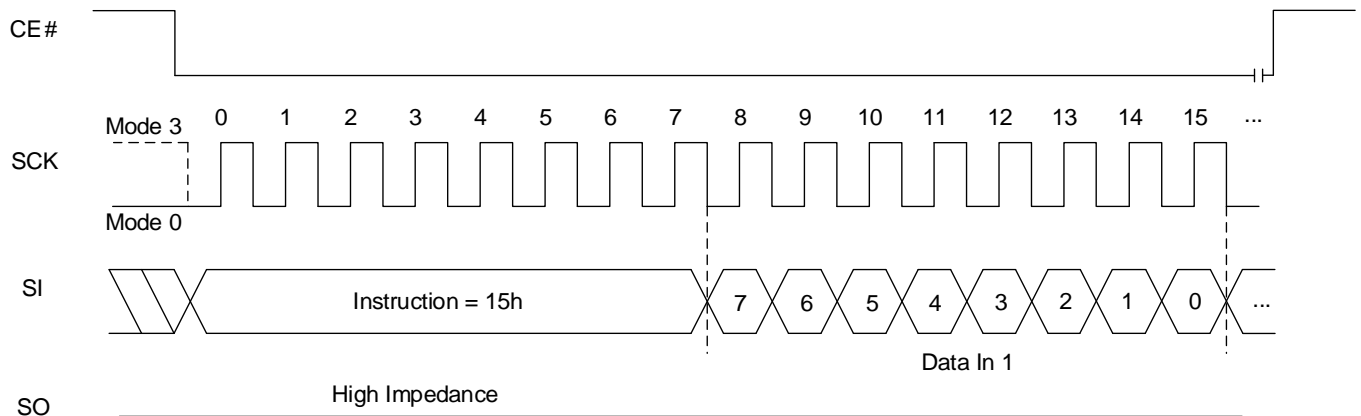 CE#
Mode 3 0 1 2 3 4 5 6 7 8 9 10 11 12 13 14 15 ...
SCK
Mode 0
SI Instruction = 15h 7 6 5 4 3 2 1 0 ...
Data In 1
High Impedance
SO